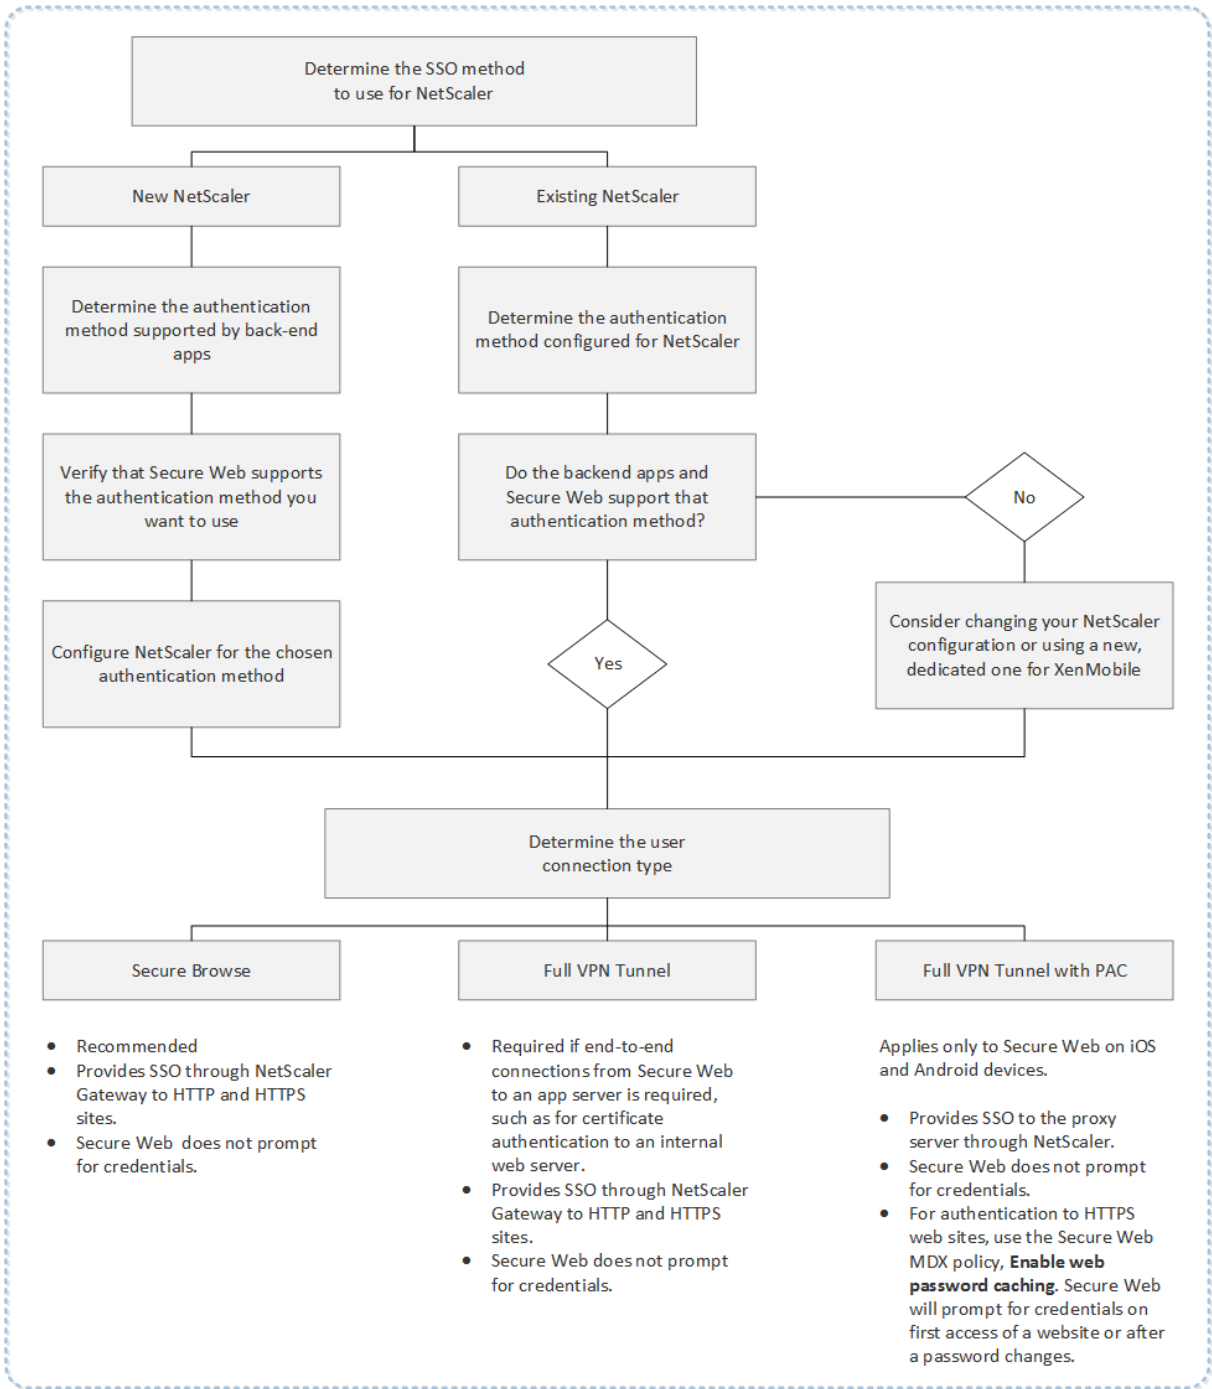 Determine the SSO method
to use for NetScaler
New NetScaler
Existing NetScaler
Determine the authentication
method supported by back-end
apps
Determine the authentication
method configured for NetScaler
Verify that Secure Web supports
the authentication method you
want to use
Do the backend apps and
Secure Web support that
authentication method?
No
Configure NetScaler for the chosen
authentication method
Yes
Consider changing your NetScaler
configuration or using a new,
dedicated one for XenMobile
Determine the user
connection type
Secure Browse
Full VPN Tunnel
Full VPN Tunnel with PAC
• Recommended
• Provides SSO through NetScaler
Gateway to HTTP and HTTPS
sites.
• Secure Web does not prompt
for credentials.
• Required if end-to-end
connections from Secure Web
to an app server is required,
such as for certificate
authentication to an internal
web server.
• Provides SSO through NetScaler
Gateway to HTTP and HTTPS
sites.
• Secure Web does not prompt
for credentials.
Applies only to Secure Web on iOS
and Android devices.
• Provides SSO to the proxy
server through NetScaler.
• Secure Web does not prompt
for credentials.
• For authentication to HTTPS
web sites, use the Secure Web
MDX policy, Enable web
password caching. Secure Web
will prompt for credentials on
first access of a website or after
a password changes.